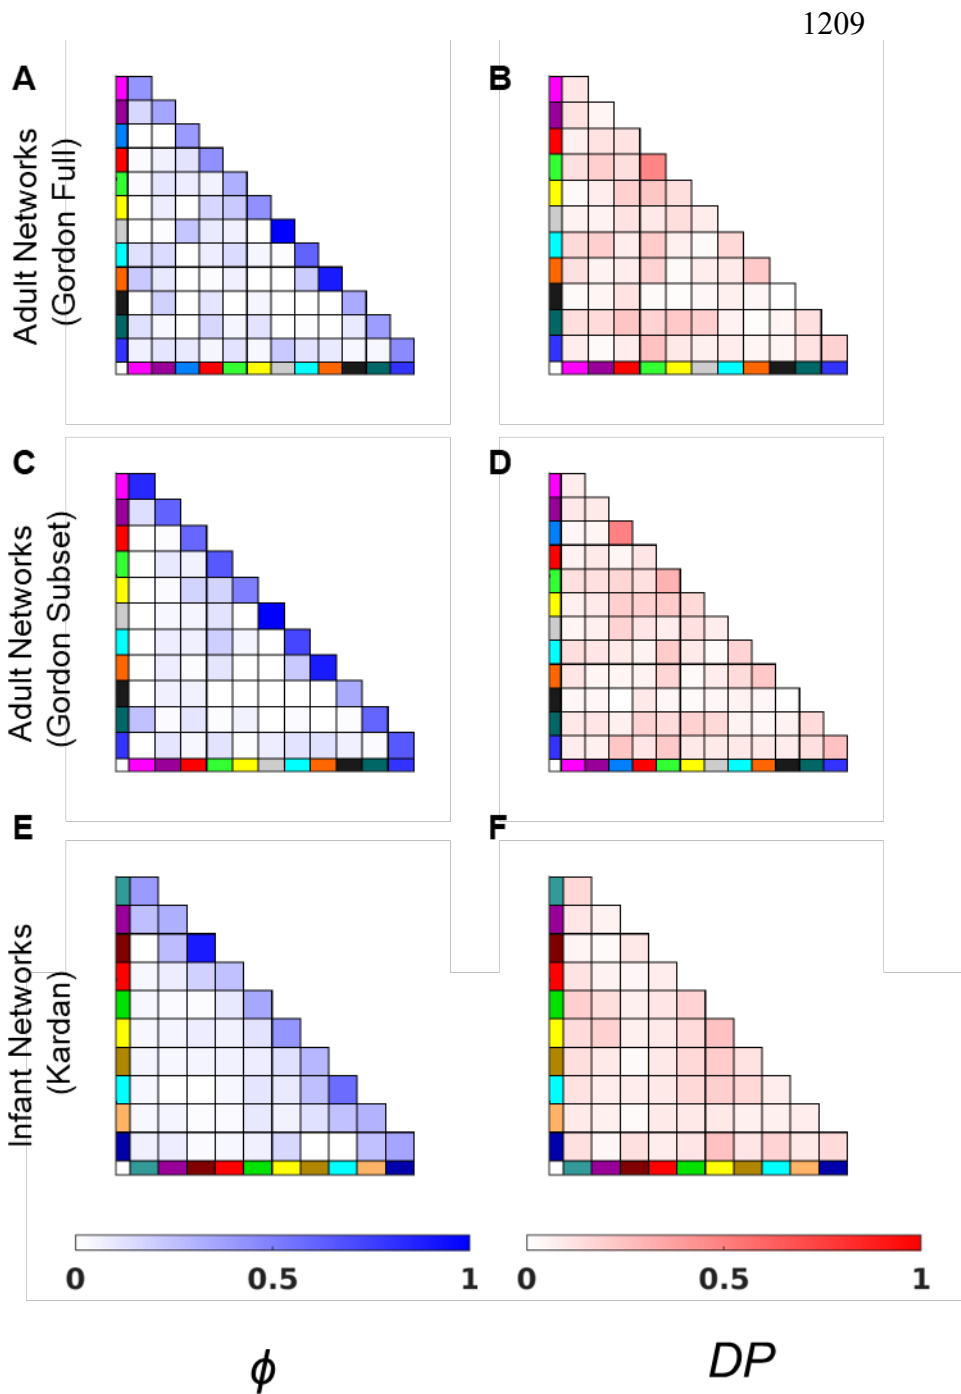 1209
A
B
Adult Networks
(Gordon Full)
C
D
Adult Networks
(Gordon Subset)
E
F
Infant Networks
(Kardan)
0 0.5 1
0 0.5 1
ϕ
DP